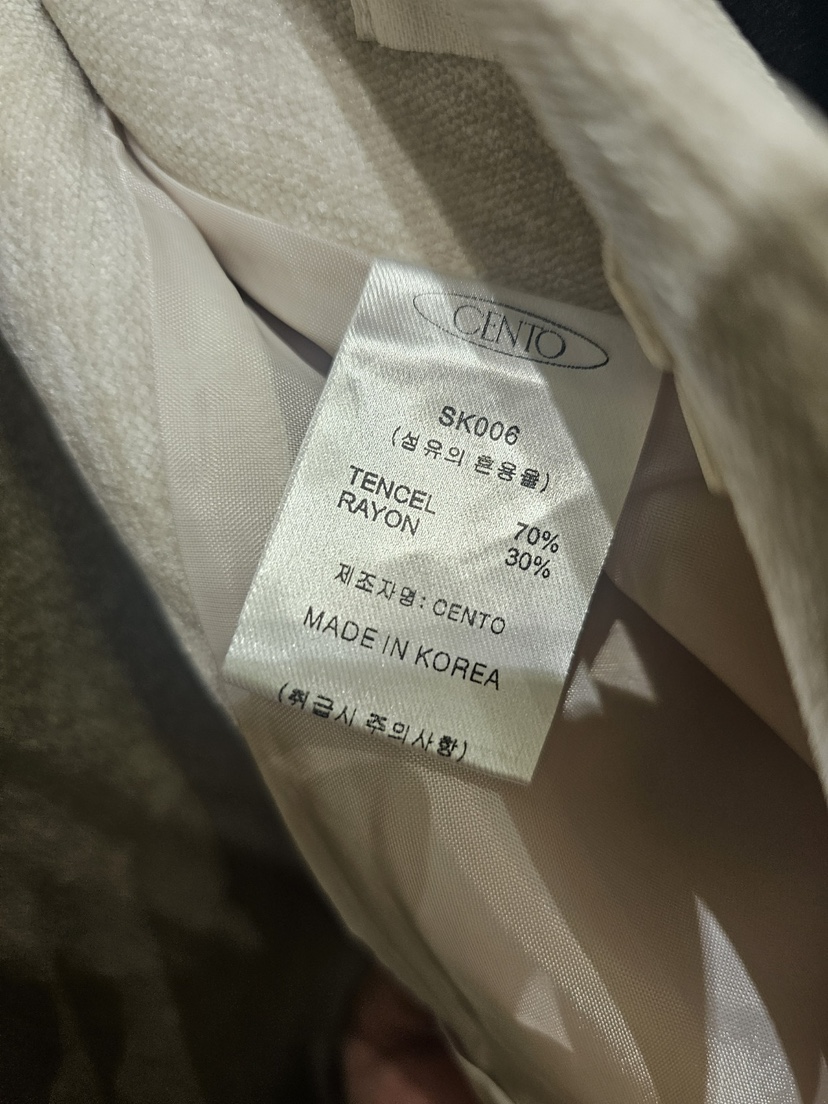 CENTO
SK006
(섬유의 혼용율)
TENCEL 70%
RAYON 30%
제조자명: CENTO
MADE IN KOREA
(취급시 주의사항)